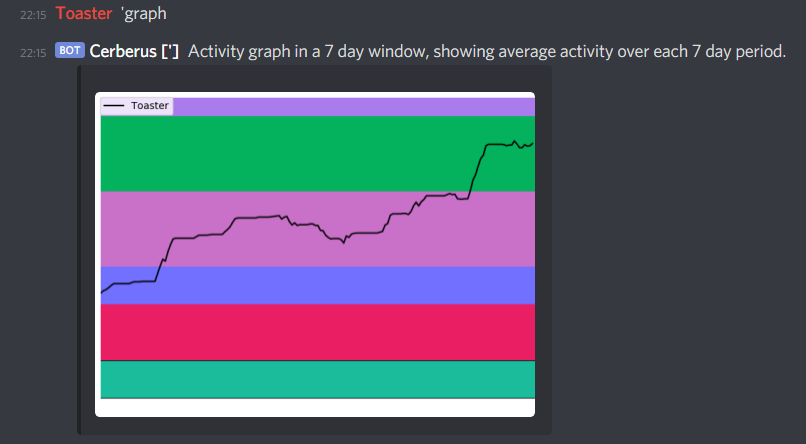 22:15 Toaster 'graph
22:15 BOT Cerberus ['] Activity graph in a 7 day window, showing average activity over each 7 day period.
Toaster